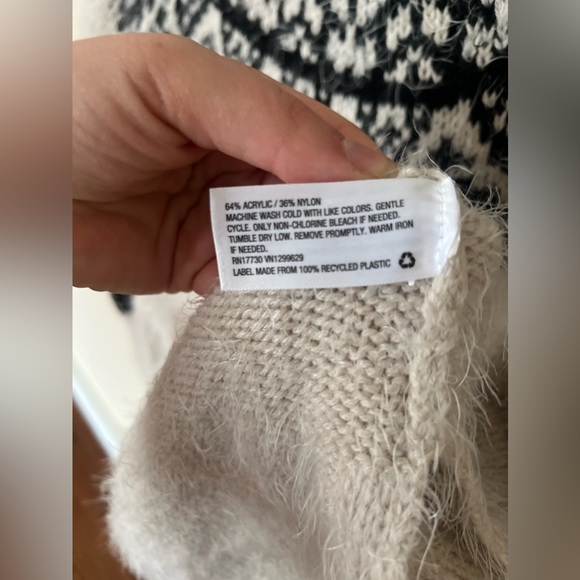 64% ACRYLIC / 36% NYLON
MACHINE WASH COLD WITH LIKE COLORS. GENTLE
CYCLE. ONLY NON-CHLORINE BLEACH IF NEEDED.
TUMBLE DRY LOW. REMOVE PROMPTLY. WARM IRON
IF NEEDED.
RN17730 VN1299629
LABEL MADE FROM 100% RECYCLED PLASTIC